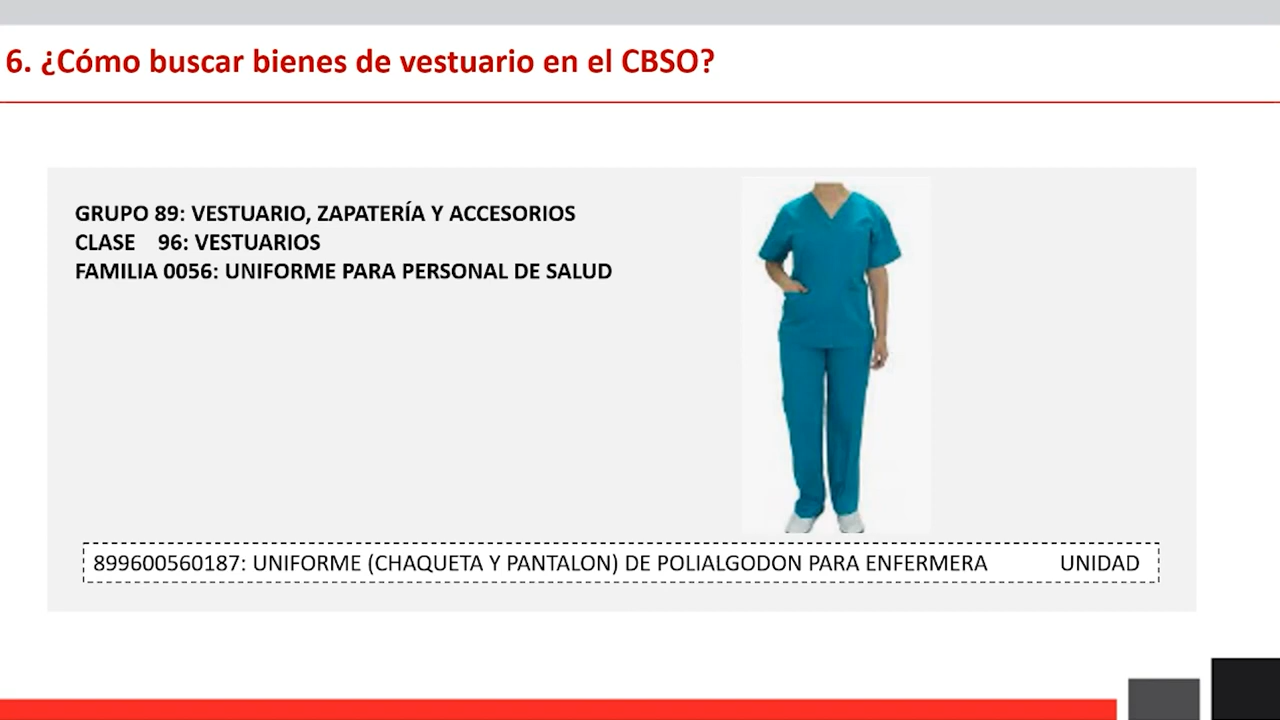 6. ¿Cómo buscar bienes de vestuario en el CBSO?
GRUPO 89: VESTUARIO, ZAPATERÍA Y ACCESORIOS
CLASE 96: VESTUARIOS
FAMILIA 0056: UNIFORME PARA PERSONAL DE SALUD
899600560187: UNIFORME (CHAQUETA Y PANTALON) DE POLIALGODON PARA ENFERMERA UNIDAD